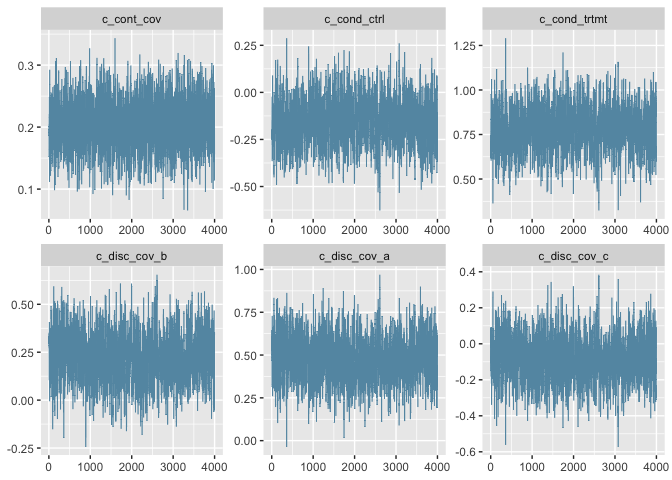 c_cont_cov c_cond_ctrl c_cond_trtmt
0.3 0.2 0.1
0.25 0.00 -0.25 -0.50
1.25 1.00 0.75 0.50
0 1000 2000 3000 4000 0 1000 2000 3000 4000 0 1000 2000 3000 4000
c_disc_cov_b c_disc_cov_a c_disc_cov_c
0.50 0.25 0.00 -0.25
1.00 0.75 0.50 0.25 0.00
0.4 0.2 0.0 -0.2 -0.4 -0.6
0 1000 2000 3000 4000 0 1000 2000 3000 4000 0 1000 2000 3000 4000